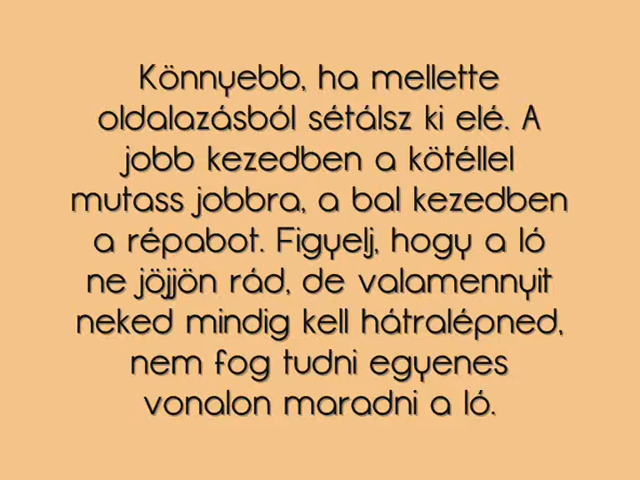 Könnyebb, ha mellette
oldalazásból sétálsz ki elé. A
jobb kezedben a kötéllel
mutass jobbra, a bal kezedben
a répabot. Figyelj, hogy a ló
ne jöjjön rád, de valamennyit
neked mindig kell hátralépned,
nem fog tudni egyenes
vonalon maradni a ló.